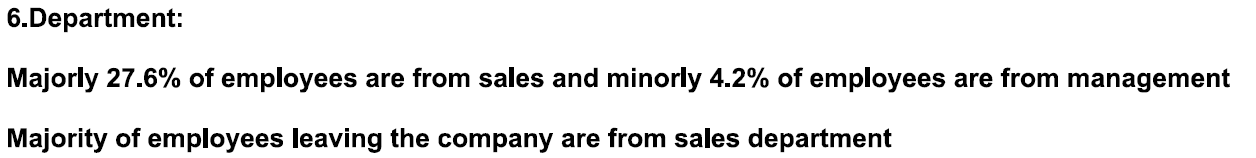 6.Department:
Majorly 27.6% of employees are from sales and minorly 4.2% of employees are from management
Majority of employees leaving the company are from sales department